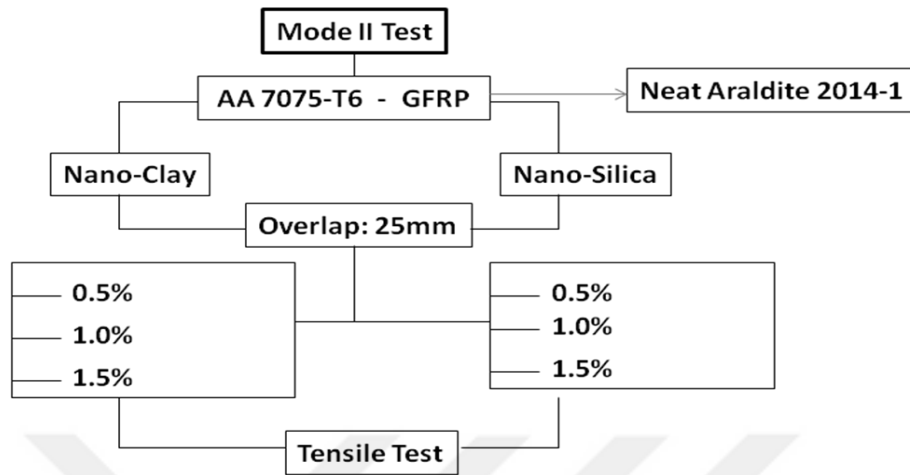 Mode II Test
AA 7075-T6 - GFRP
Neat Araldite 2014-1
Nano-Clay
Nano-Silica
Overlap: 25mm
0.5%
1.0%
1.5%
0.5%
1.0%
1.5%
Tensile Test